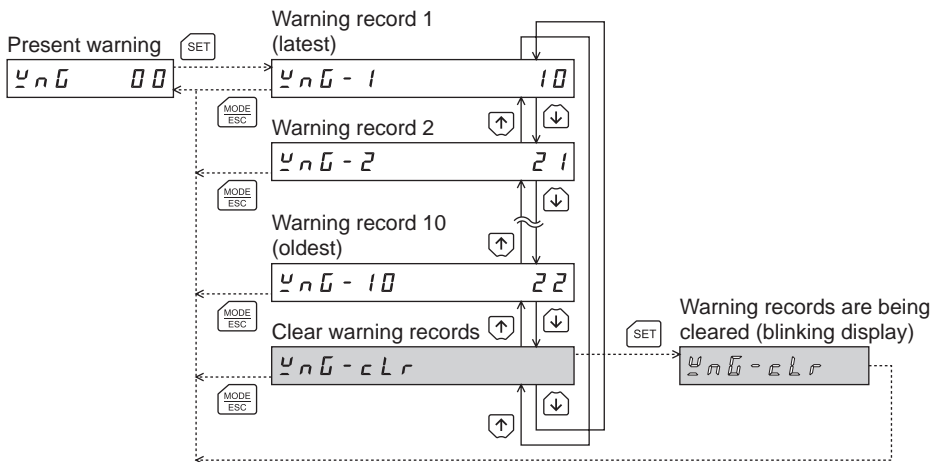 Warning record 1
(latest)
Present warning
SET
WnG 00
WnG-1 10
MODE
ESC
Warning record 2
WnG-2 21
MODE
ESC
Warning record 10
(oldest)
WnG-10 22
MODE
ESC
Clear warning records
WnG-cLr
SET
Warning records are being
cleared (blinking display)
WnG-cLr
MODE
ESC